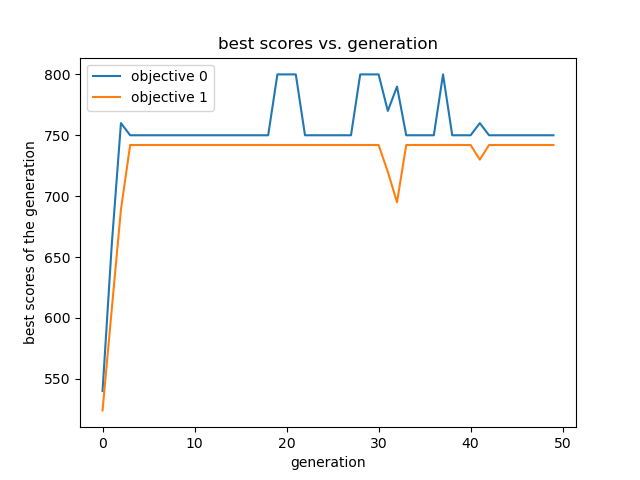 best scores vs. generation
objective 0
objective 1
800
750
700
650
600
550
best scores of the generation
0 10 20 30 40 50
generation